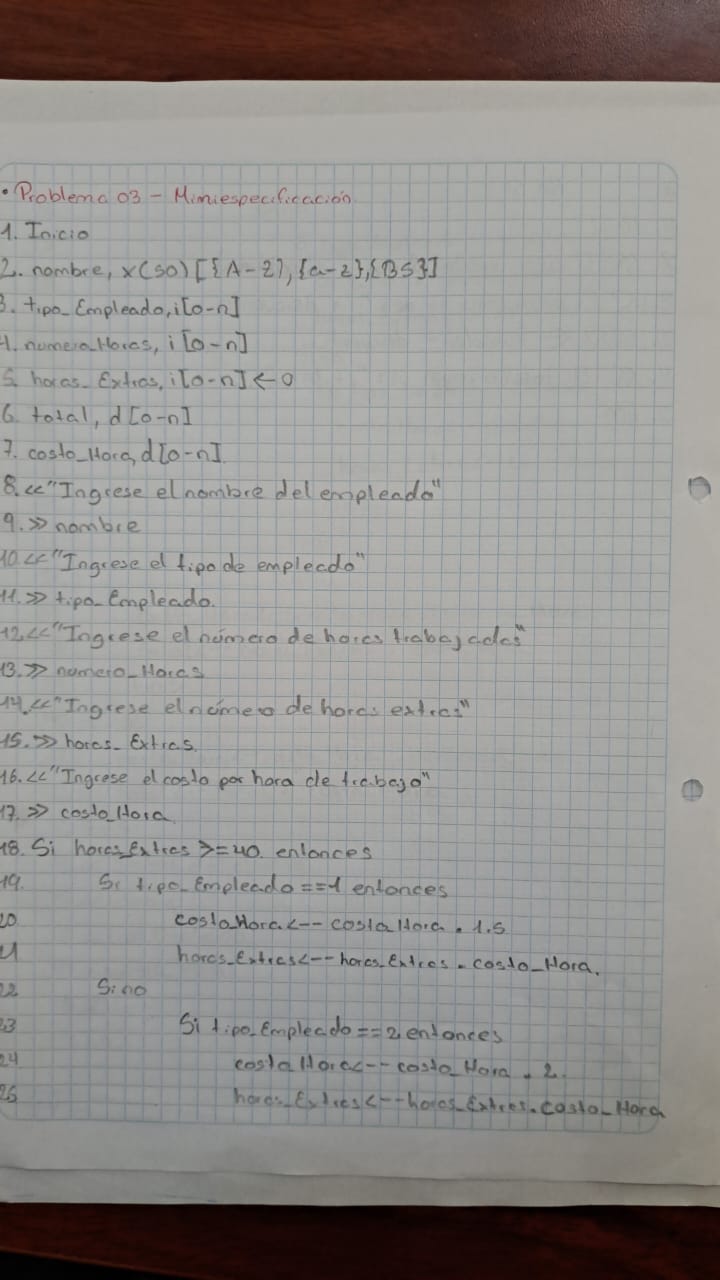 • Problema 03 - Miniespecificación
1. Inicio
2. nombre, x(50) [{A-Z}, {a-z}, {BS}]
3. tipo_Empleado, i[0-n]
4. numero_Horas, i[0-n]
5. horas_Extras, i[0-n] ← 0
6. total, d[0-n]
7. costo_Hora, d[0-n]
8. << "Ingrese el nombre del empleado"
9. >> nombre
10. << "Ingrese el tipo de empleado"
11. >> tipo_Empleado.
12. << "Ingrese el número de horas trabajadas"
13. >> numero_Horas
14. << "Ingrese el número de horas extras"
15. >> horas_Extras.
16. << "Ingrese el costo por hora de trabajo"
17. >> costo_Hora
18. Si horas_Extras >= 40. entonces
19. Si tipo_Empleado == 1 entonces
20 costo_Hora <-- costo_Hora . 1.5
21 horas_Extras <-- horas_Extras . costo_Hora.
22 Sino
23 Si tipo_Empleado == 2 entonces
24 costo_Hora <-- costo_Hora . 2.
25 horas_Extras <-- horas_Extras . costo_Hora